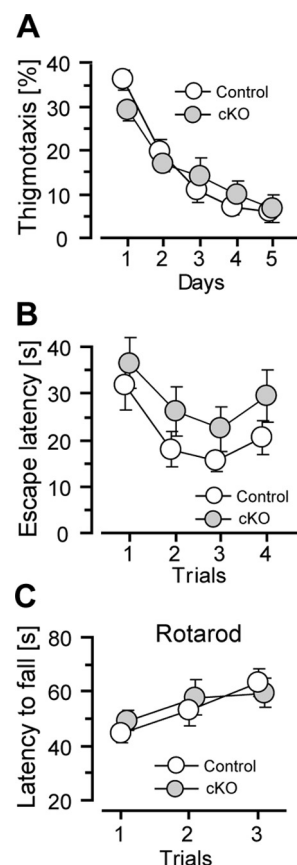 A
Thigmotaxis [%]
40
30
20
10
0
Control
cKO
1 2 3 4 5
Days
B
Escape latency [s]
40
30
20
10
0
Control
cKO
1 2 3 4
Trials
C
Rotarod
Latency to fall [s]
80
60
40
20
Control
cKO
1 2 3
Trials